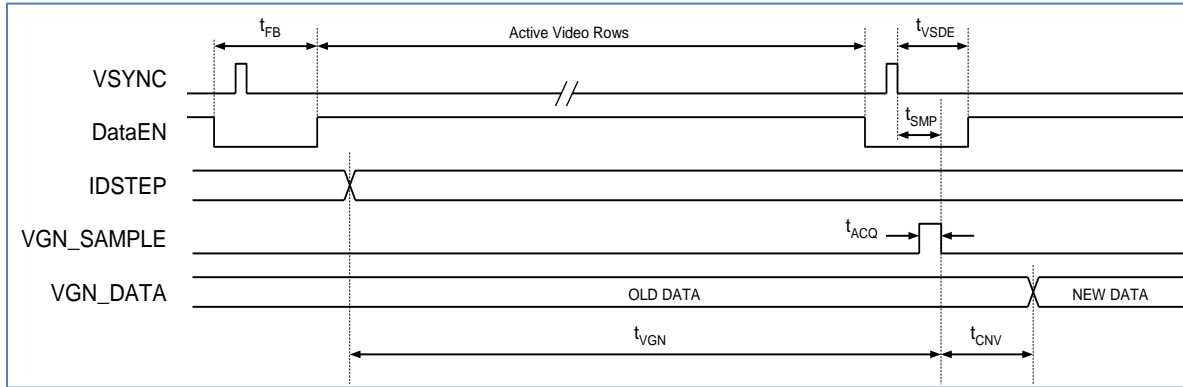 tFB
Active Video Rows
tVSDE
VSYNC
DataEN
tSMP
IDSTEP
VGN_SAMPLE
tACQ
VGN_DATA
OLD DATA
NEW DATA
tVGN
tCNV